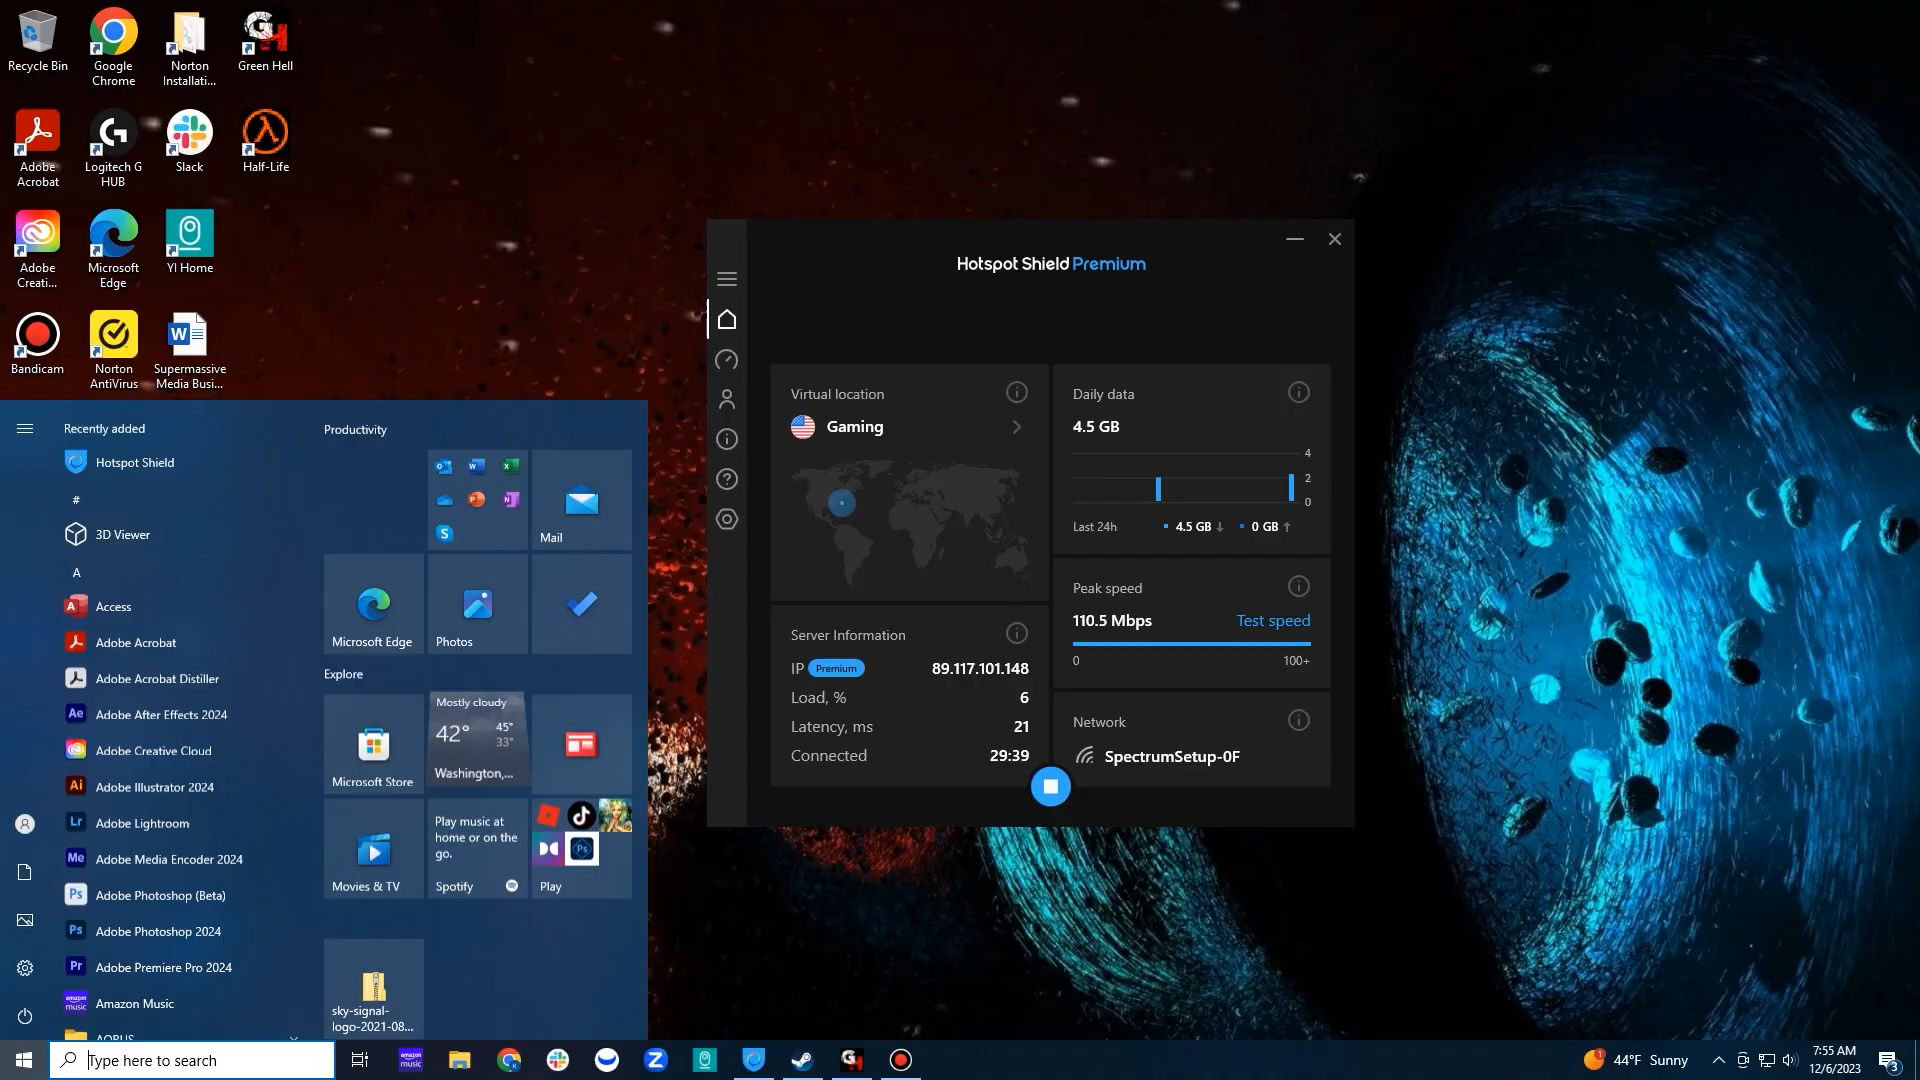 Recycle Bin
Google
Chrome
Norton
Installati...
Green Hell
Adobe
Acrobat
Logitech G
HUB
Slack
Half-Life
Adobe
Creati...
Microsoft
Edge
YI Home
Bandicam
Norton
AntiVirus
Supermassive
Media Busi...
Recently added
Hotspot Shield
#
3D Viewer
A
Access
Adobe Acrobat
Adobe Acrobat Distiller
Adobe After Effects 2024
Adobe Creative Cloud
Adobe Illustrator 2024
Adobe Lightroom
Adobe Media Encoder 2024
Adobe Photoshop (Beta)
Adobe Photoshop 2024
Adobe Premiere Pro 2024
Amazon Music
AORUS
Productivity
Mail
Microsoft Edge
Photos
Explore
Microsoft Store
Mostly cloudy
42°
45°
33°
Washington,...
Movies & TV
Play music at
home or on the
go.
Spotify
Play
sky-signal-
logo-2021-08...
Hotspot Shield Premium
Virtual location
Gaming
Server Information
IP Premium 89.117.101.148
Load, % 6
Latency, ms 21
Connected 29:39
Daily data
4.5 GB
4
2
0
Last 24h 4.5 GB 0 GB
Peak speed
110.5 Mbps Test speed
0 100+
Network
SpectrumSetup-0F
Type here to search
44°F Sunny
7:55 AM
12/6/2023
3